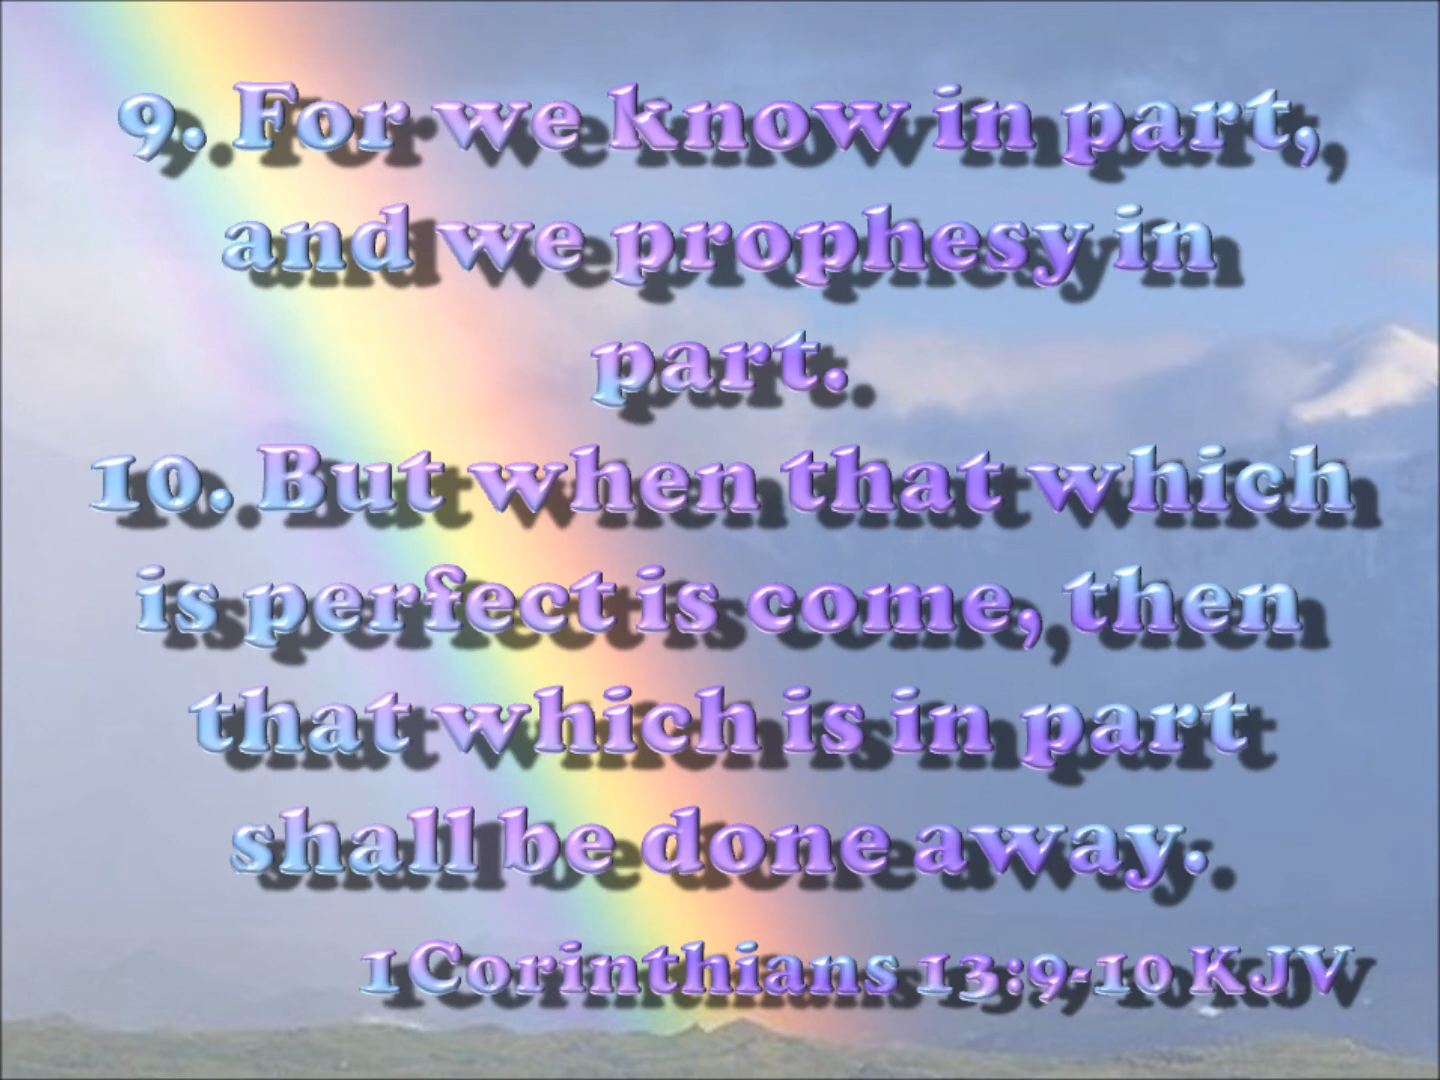 9. For we know in part,
and we prophesy in
part.
10. But when that which
is perfect is come, then
that which is in part
shall be done away.
1 Corinthians 13:9-10 KJV